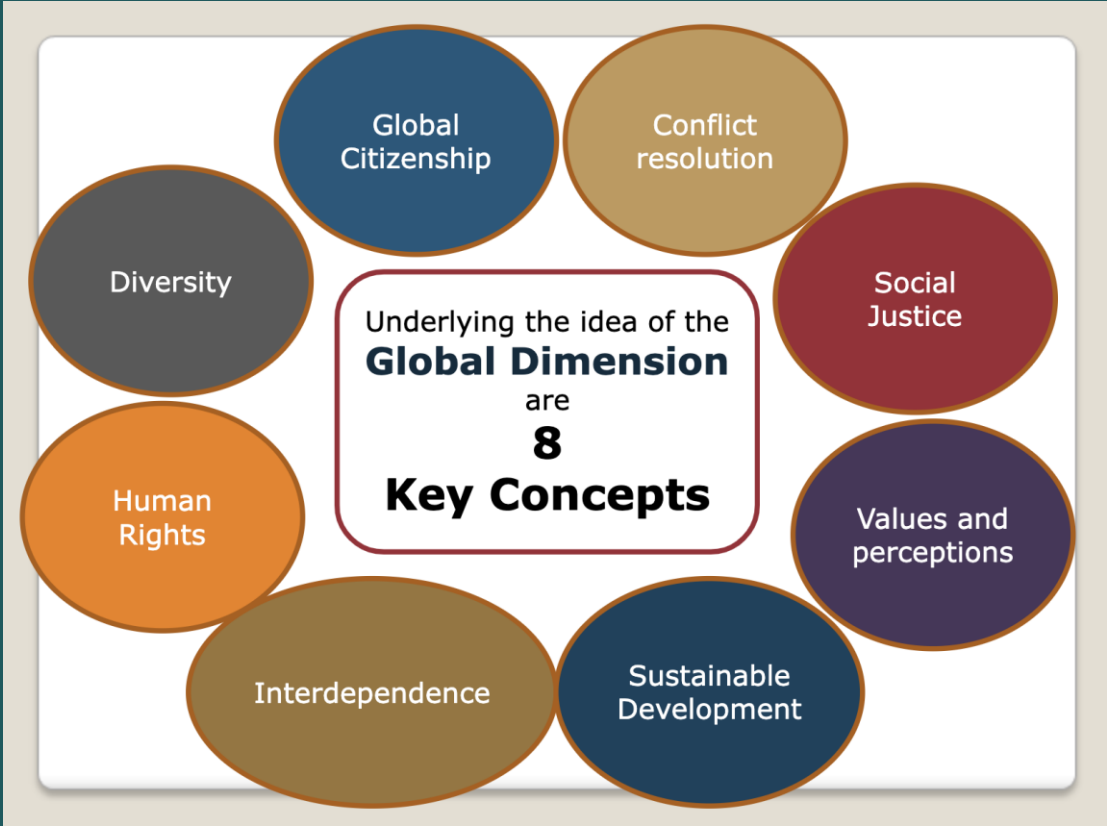 Global
Citizenship
Conflict
resolution
Diversity
Social
Justice
Underlying the idea of the
Global Dimension
are
8
Key Concepts
Human
Rights
Values and
perceptions
Interdependence
Sustainable
Development